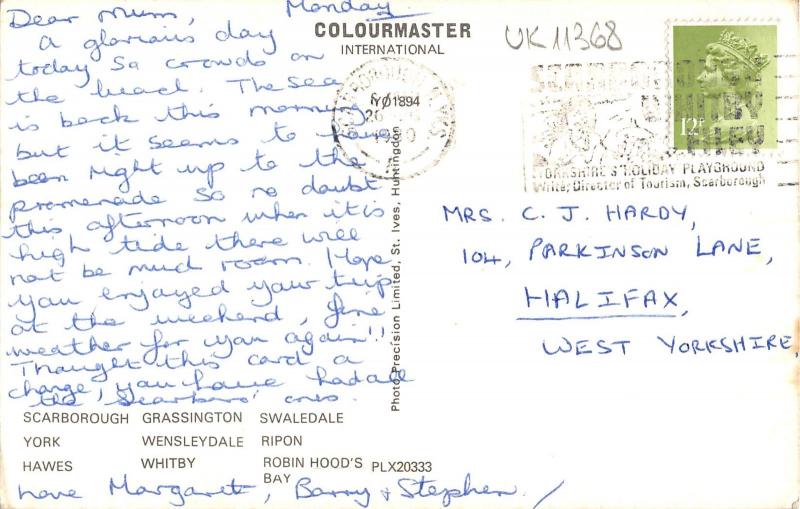 Dear Mum, Monday
A glorious day
today so crowds on
the beach. The sea
is back this morning
but it seems to have
been right up to the
promenade so no doubt
this afternoon when it is
high tide there will
not be much room. Hope
you enjoyed your trip
at the weekend, fine
weather for you again!!
Thought this card a
change, you have had all
the Scarboro' ones.
Love Margaret, Barry & Stephen.
COLOURMASTER
INTERNATIONAL
UK11368
YO1894
12P
YORKSHIRE'S HOLIDAY PLAYGROUND
Write, Director of Tourism, Scarborough
MRS. C. J. HARDY,
104, PARKINSON LANE,
HALIFAX,
WEST YORKSHIRE,
Photo Precision Limited, St. Ives, Huntingdon
SCARBOROUGH GRASSINGTON SWALEDALE
YORK WENSLEYDALE RIPON
HAWES WHITBY ROBIN HOOD'S
BAY
PLX20333